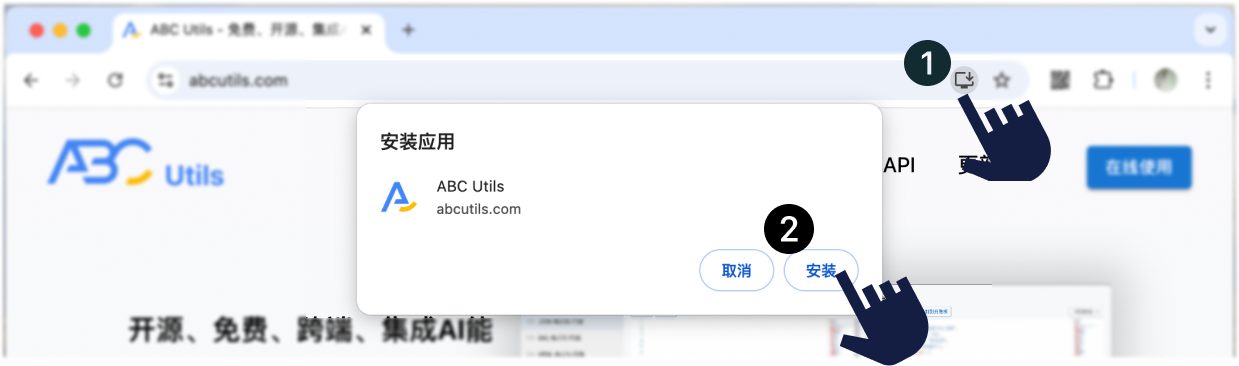 ABC Utils - 免费、开源、集成
abcutils.com
1
ABC Utils
API
更新
在线使用
安装应用
ABC Utils
abcutils.com
2
取消
安装
开源、免费、跨端、集成AI能